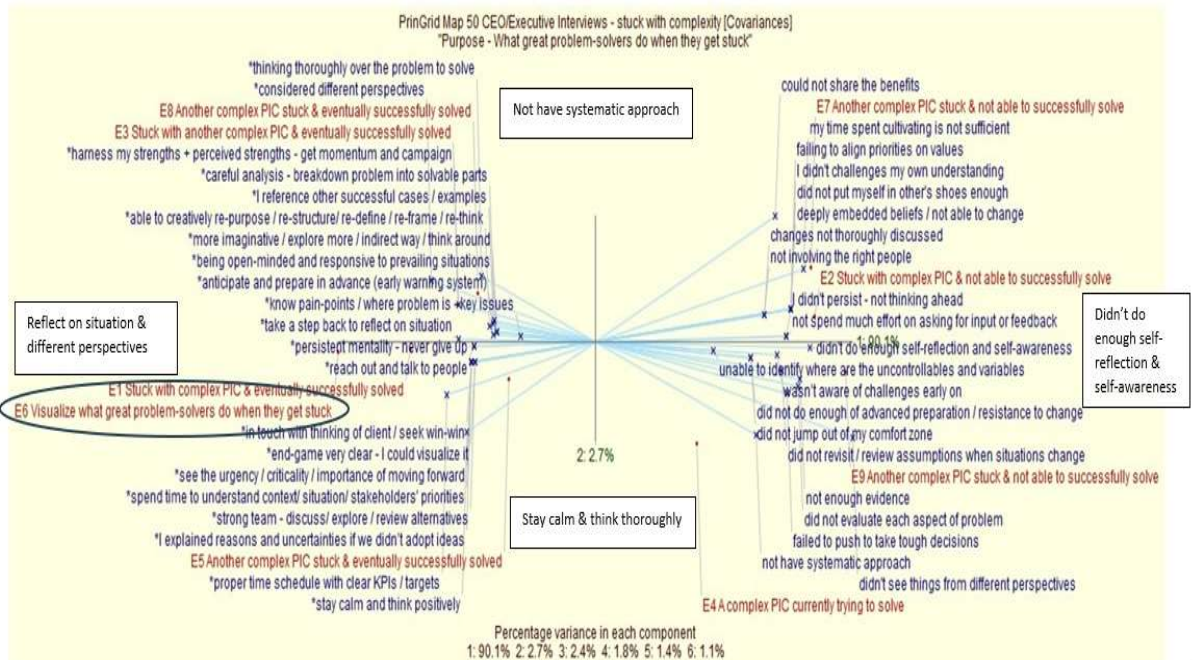 PrinGrid Map 50 CEO/Executive Interviews - stuck with complexity [Covariances]
"Purpose - What great problem-solvers do when they get stuck"
*thinking thoroughly over the problem to solve
*considered different perspectives
E8 Another complex PIC stuck & eventually successfully solved
E3 Stuck with another complex PIC & eventually successfully solved
*harness my strengths + perceived strengths - get momentum and campaign
*careful analysis - breakdown problem into solvable parts
*I reference other successful cases / examples
*able to creatively re-purpose / re-structure/ re-define / re-frame / re-think
*more imaginative / explore more / indirect way / think around
*being open-minded and responsive to prevailing situations
*anticipate and prepare in advance (early warning system)
*know pain-points / where problem is +key issues
*take a step back to reflect on situation
*persistent mentality - never give up
*reach out and talk to people
E1 Stuck with complex PIC & eventually successfully solved
E6 Visualize what great problem-solvers do when they get stuck
*in touch with thinking of client / seek win-win
*end-game very clear - I could visualize it
*see the urgency / criticality / importance of moving forward
*spend time to understand context/ situation/ stakeholders' priorities
*strong team - discuss/ explore / review alternatives
*I explained reasons and uncertainties if we didn't adopt ideas
E5 Another complex PIC stuck & eventually successfully solved
*proper time schedule with clear KPIs / targets
*stay calm and think positively
Reflect on situation &
different perspectives
Not have systematic approach
Stay calm & think thoroughly
2: 2.7%
could not share the benefits
E7 Another complex PIC stuck & not able to successfully solve
my time spent cultivating is not sufficient
failing to align priorities on values
I didn't challenges my own understanding
did not put myself in other's shoes enough
deeply embedded beliefs / not able to change
changes not thoroughly discussed
not involving the right people
E2 Stuck with complex PIC & not able to successfully solve
I didn't persist - not thinking ahead
not spend much effort on asking for input or feedback
1: 90.1%
didn't do enough self-reflection and self-awareness
unable to identify where are the uncontrollables and variables
wasn't aware of challenges early on
did not do enough of advanced preparation / resistance to change
did not jump out of my comfort zone
did not revisit / review assumptions when situations change
E9 Another complex PIC stuck & not able to successfully solve
not enough evidence
did not evaluate each aspect of problem
failed to push to take tough decisions
not have systematic approach
didn't see things from different perspectives
E4 A complex PIC currently trying to solve
Didn't do
enough self-
reflection &
self-awareness
Percentage variance in each component
1: 90.1% 2: 2.7% 3: 2.4% 4: 1.8% 5: 1.4% 6: 1.1%